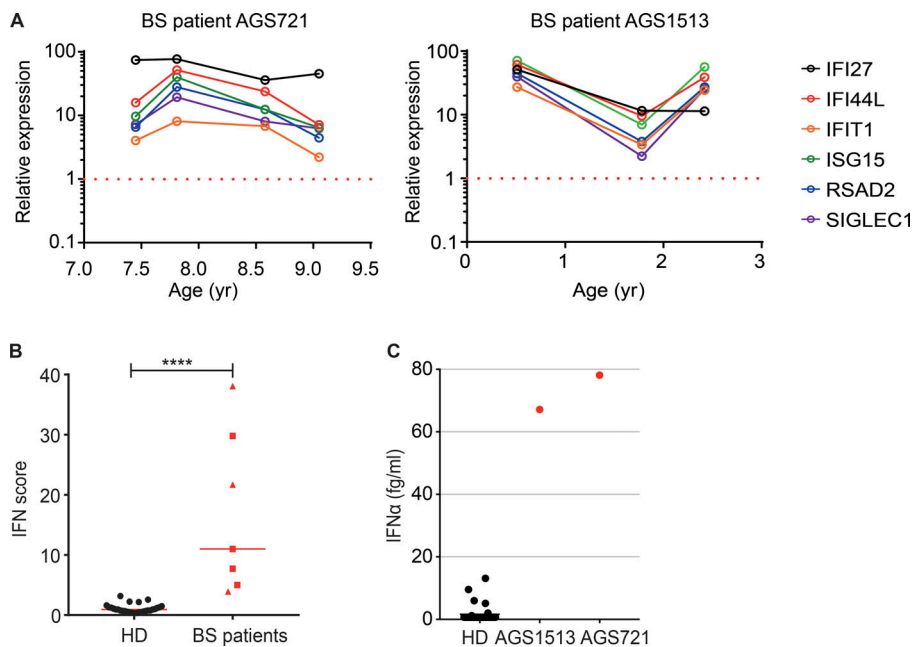 A
BS patient AGS721
BS patient AGS1513
Relative expression
100
10
1
0.1
7.0 7.5 8.0 8.5 9.0 9.5
Age (yr)
Relative expression
100
10
1
0.1
0 1 2 3
Age (yr)
IFI27
IFI44L
IFIT1
ISG15
RSAD2
SIGLEC1
B
****
IFN score
40
30
20
10
0
HD BS patients
C
IFNα (fg/ml)
80
60
40
20
0
HD AGS1513 AGS721